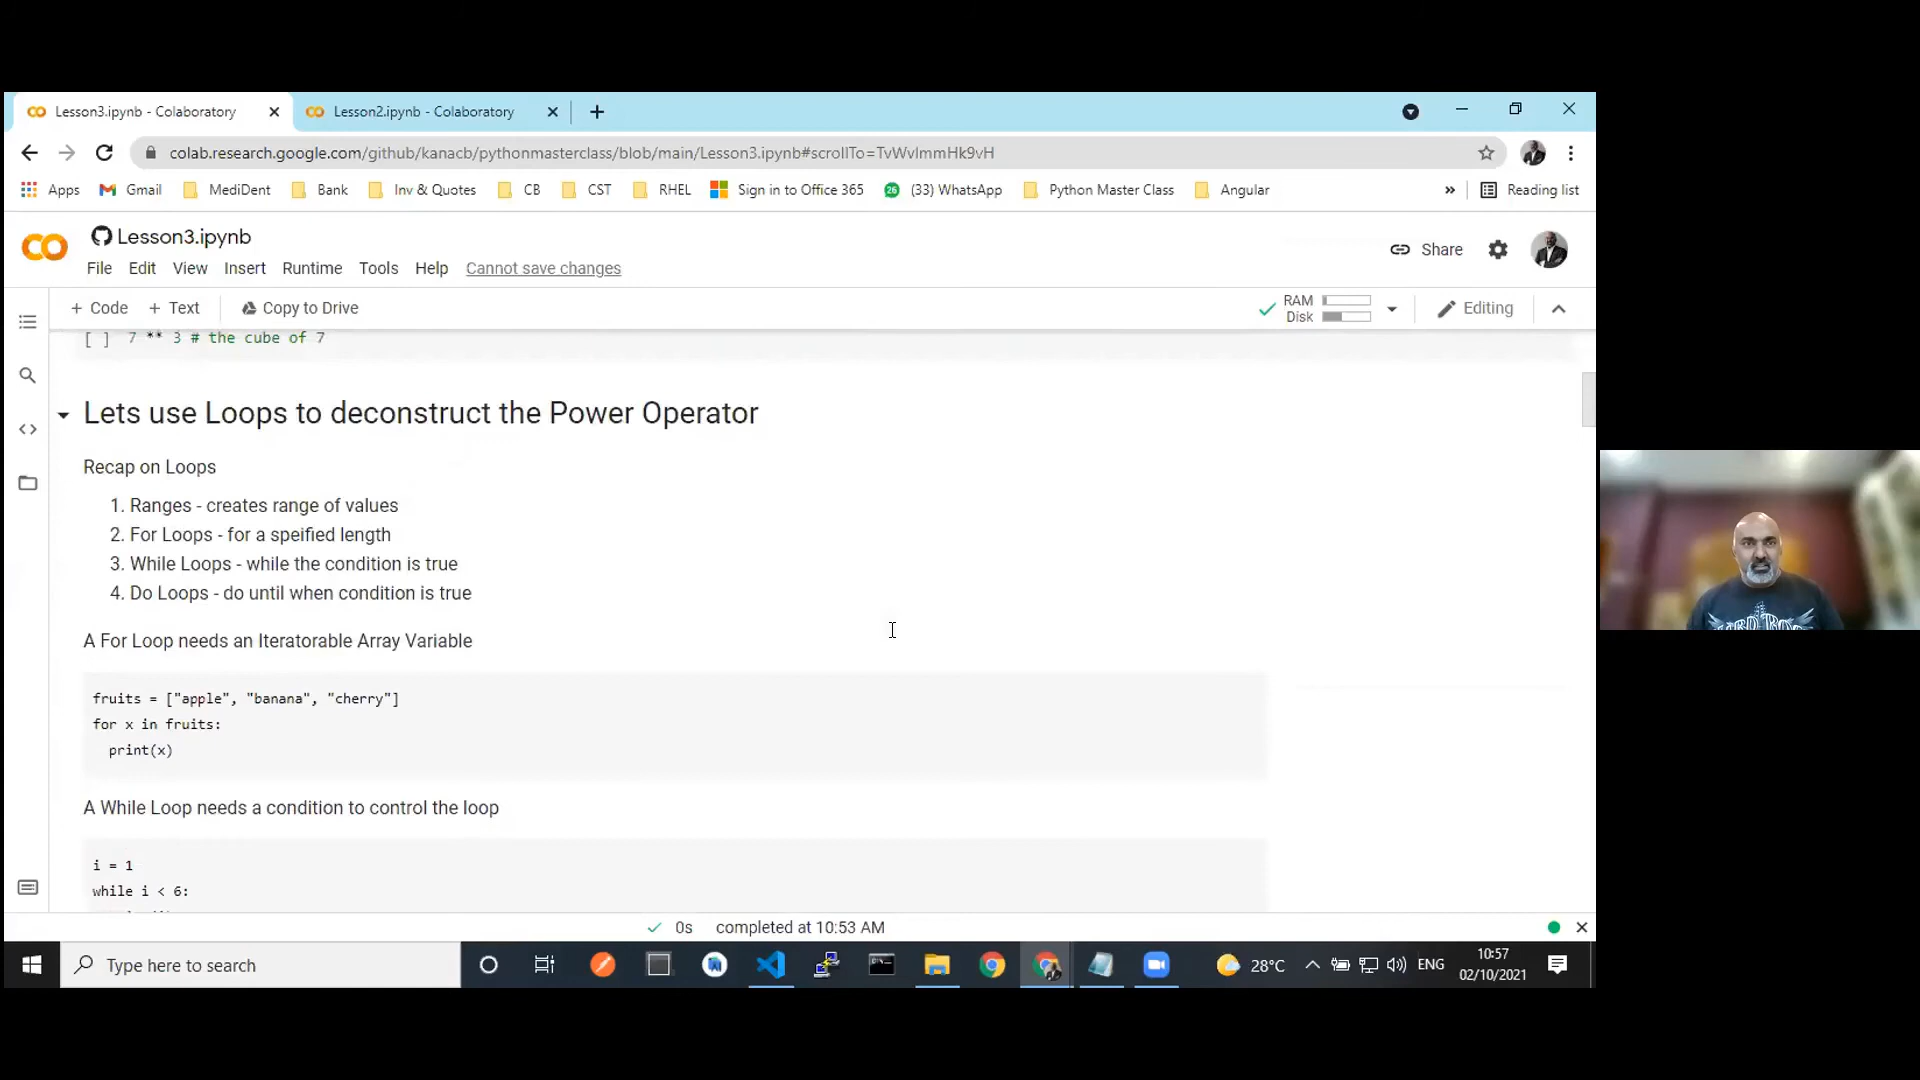 Lesson3.ipynb - Colaboratory
Lesson2.ipynb - Colaboratory
colab.research.google.com/github/kanacb/pythonmasterclass/blob/main/Lesson3.ipynb#scrollTo=TvWvImmHk9vH
Apps Gmail MediDent Bank Inv & Quotes CB CST RHEL Sign in to Office 365 26 (33) WhatsApp Python Master Class Angular » Reading list
CO
Lesson3.ipynb
Share
File Edit View Insert Runtime Tools Help Cannot save changes
+ Code + Text Copy to Drive
RAM
Disk
Editing
[ ] 7 ** 3 # the cube of 7
Lets use Loops to deconstruct the Power Operator
Recap on Loops
1. Ranges - creates range of values
2. For Loops - for a speified length
3. While Loops - while the condition is true
4. Do Loops - do until when condition is true
A For Loop needs an Iteratorable Array Variable
fruits = ["apple", "banana", "cherry"]
for x in fruits:
print(x)
A While Loop needs a condition to control the loop
i = 1
while i < 6:
0s completed at 10:53 AM
Type here to search
28°C
ENG
10:57
02/10/2021